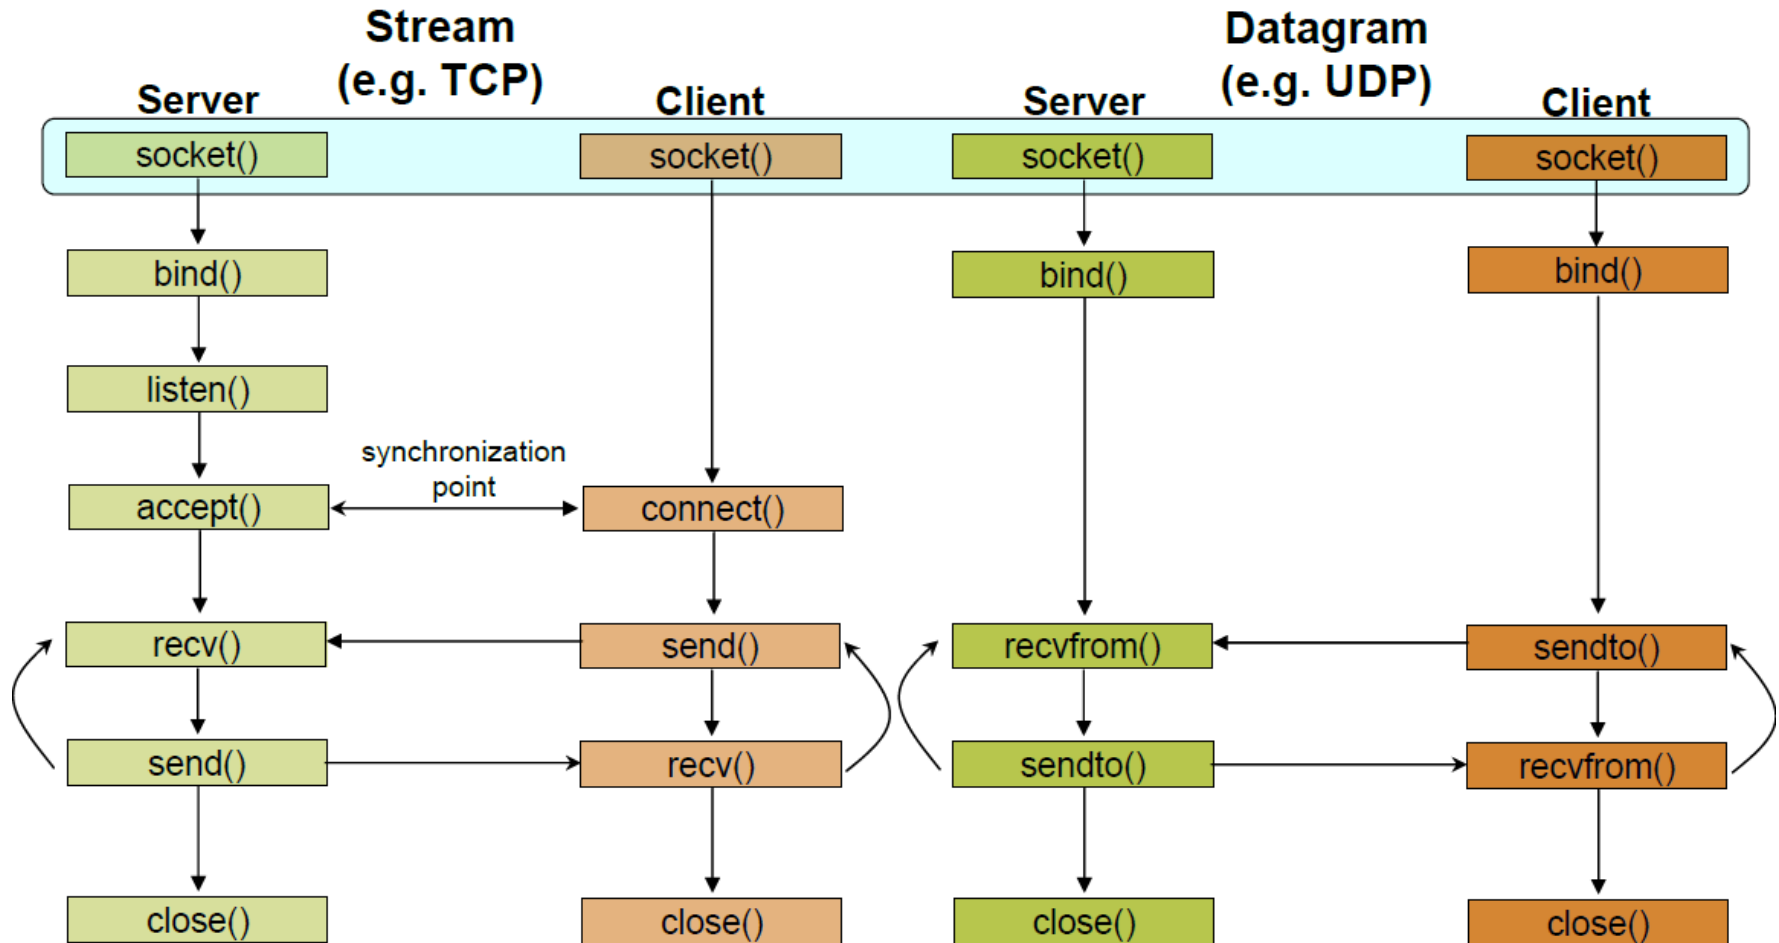 Stream
(e.g. TCP)
Datagram
(e.g. UDP)
Server
Client
Server
Client
socket()
socket()
socket()
socket()
bind()
bind()
bind()
listen()
synchronization
point
accept()
connect()
recv()
send()
recvfrom()
sendto()
send()
recv()
sendto()
recvfrom()
close()
close()
close()
close()